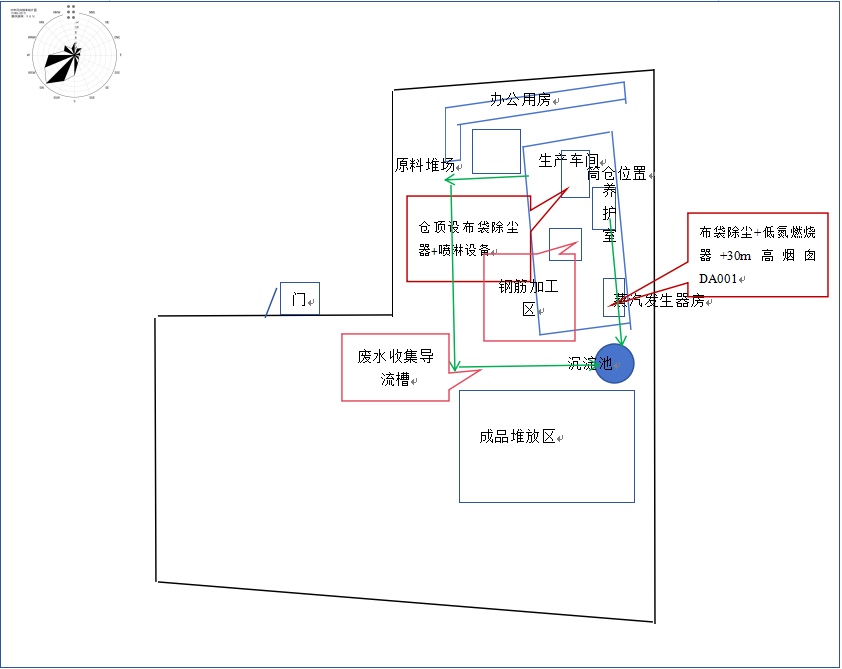 办公用房
原料堆场
生产车间
筒仓位置
养
护
室
仓顶设布袋除尘
器+喷淋设备
布袋除尘+低氮燃烧
器+30m高烟囱
DA001
钢筋加工
区
蒸汽发生器房
门
废水收集导
流槽
沉淀池
成品堆放区